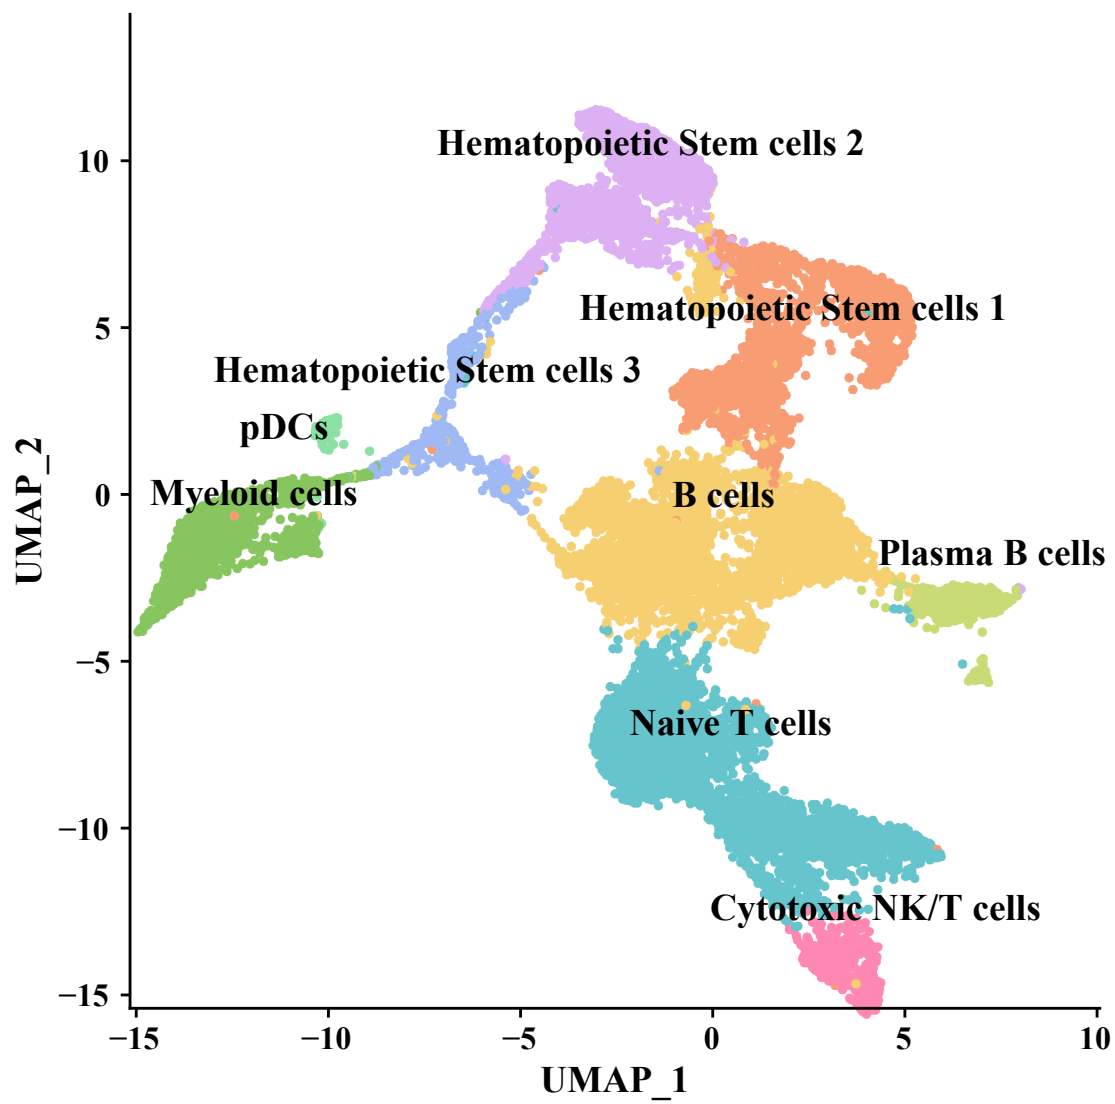 Hematopoietic Stem cells 2
10
Hematopoietic Stem cells 1
5
Hematopoietic Stem cells 3
pDCs
Myeloid cells
0
B cells
UMAP_2
Plasma B cells
−5
Naive T cells
−10
Cytotoxic NK/T cells
−15
−15 −10 −5 0 5 10
UMAP_1